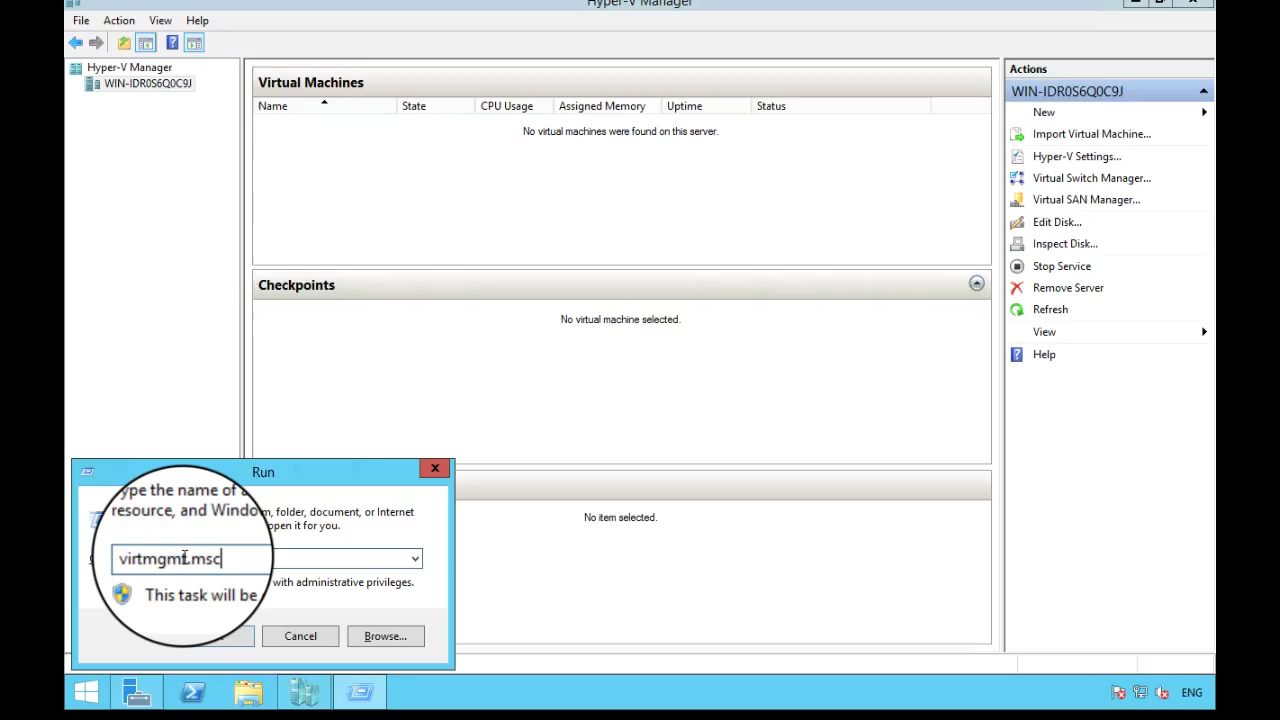 Hyper-V Manager
File Action View Help
Hyper-V Manager
WIN-IDR0S6Q0C9J
Virtual Machines
Name State CPU Usage Assigned Memory Uptime Status
No virtual machines were found on this server.
Checkpoints
No virtual machine selected.
No item selected.
Actions
WIN-IDR0S6Q0C9J
New
Import Virtual Machine...
Hyper-V Settings...
Virtual Switch Manager...
Virtual SAN Manager...
Edit Disk...
Inspect Disk...
Stop Service
Remove Server
Refresh
View
Help
Run
Type the name of
resource, and Windo
folder, document, or Internet
open it for you.
virtmgmt.msc
This task will be with administrative privileges.
Cancel Browse...
ENG